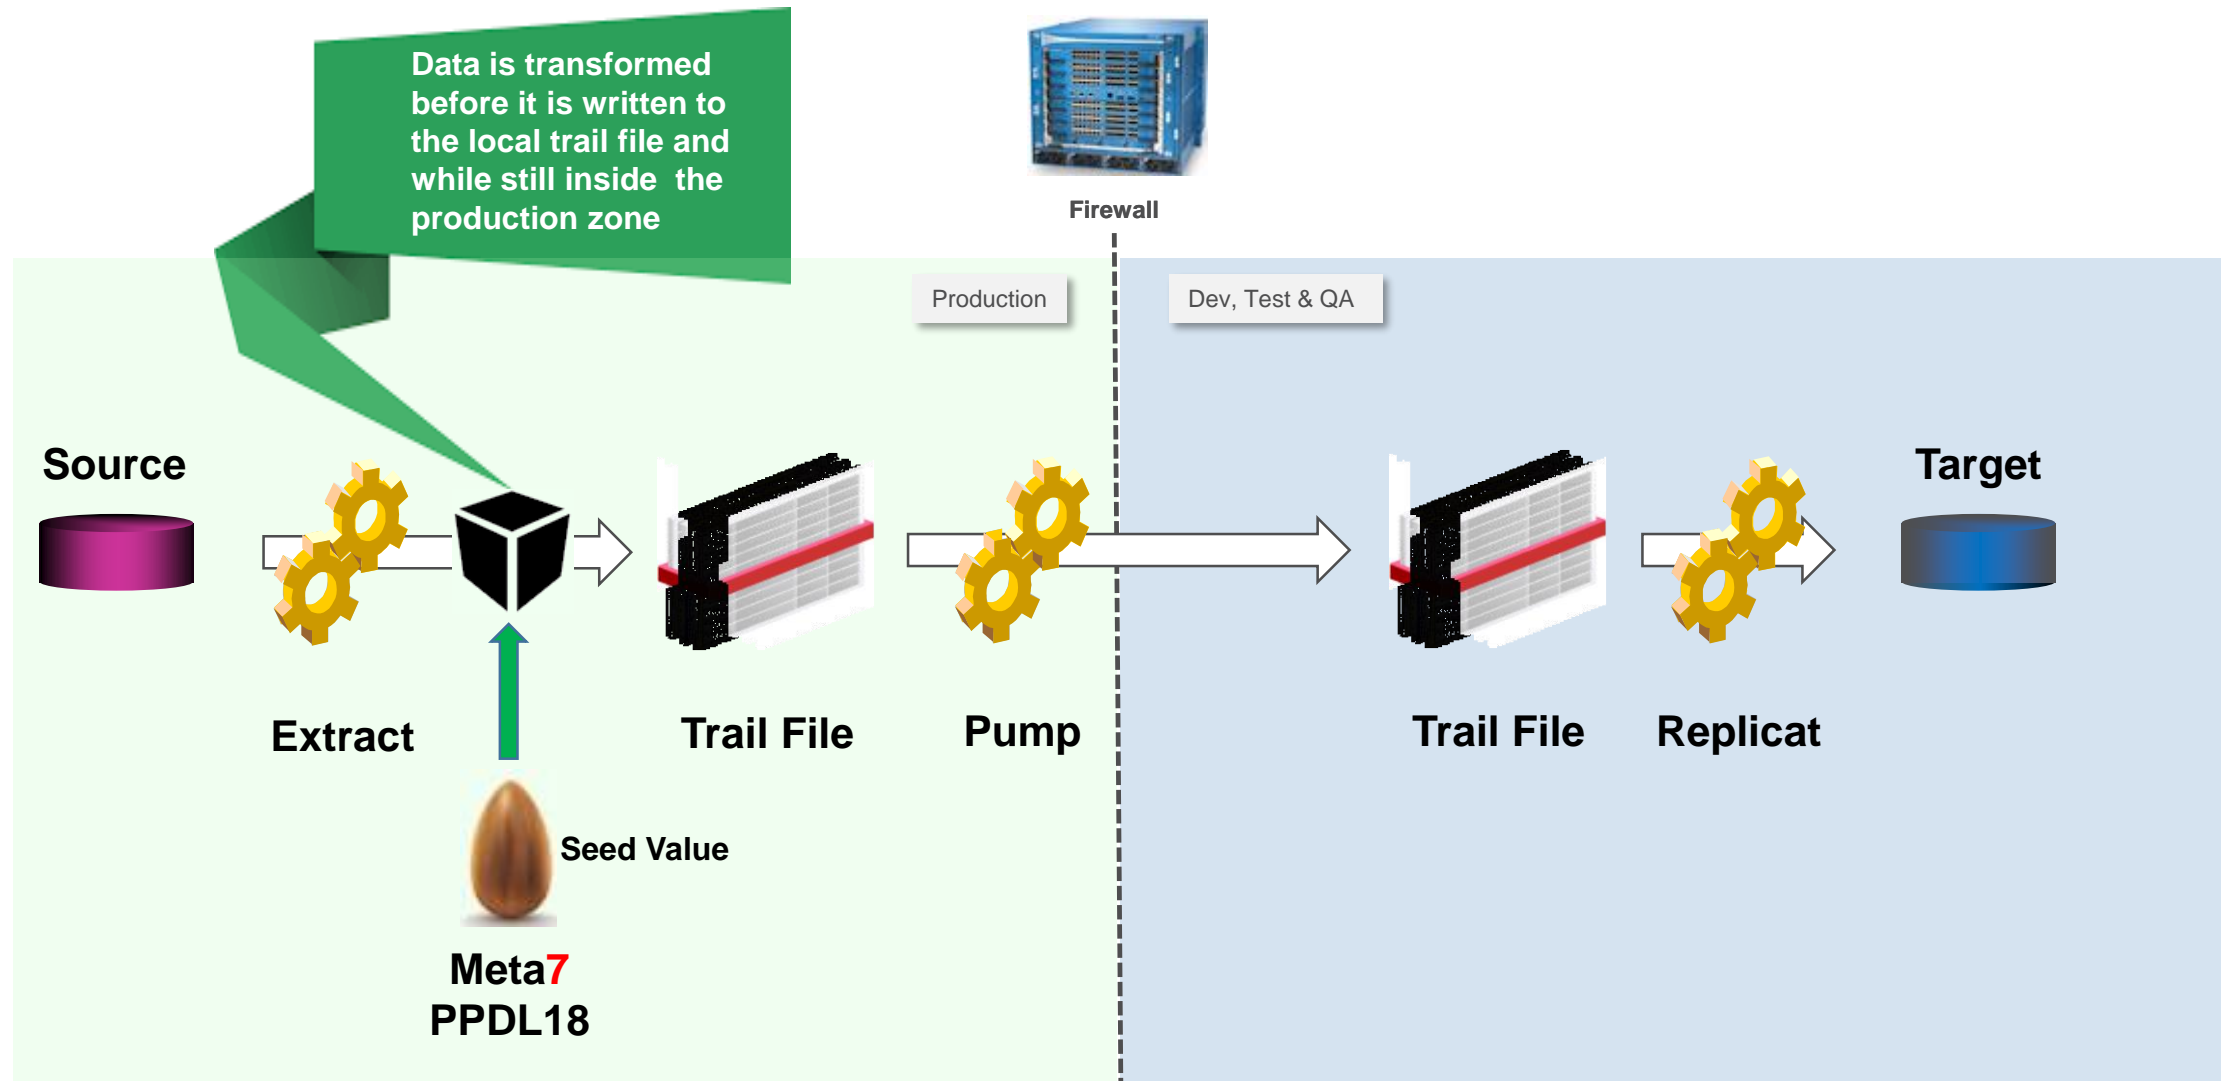 Data is transformed
before it is written to
the local trail file and
while still inside the
production zone
Firewall
Production
Dev, Test & QA
Source
Target
Extract
Trail File
Pump
Trail File
Replicat
Seed Value
Meta7
PPDL18